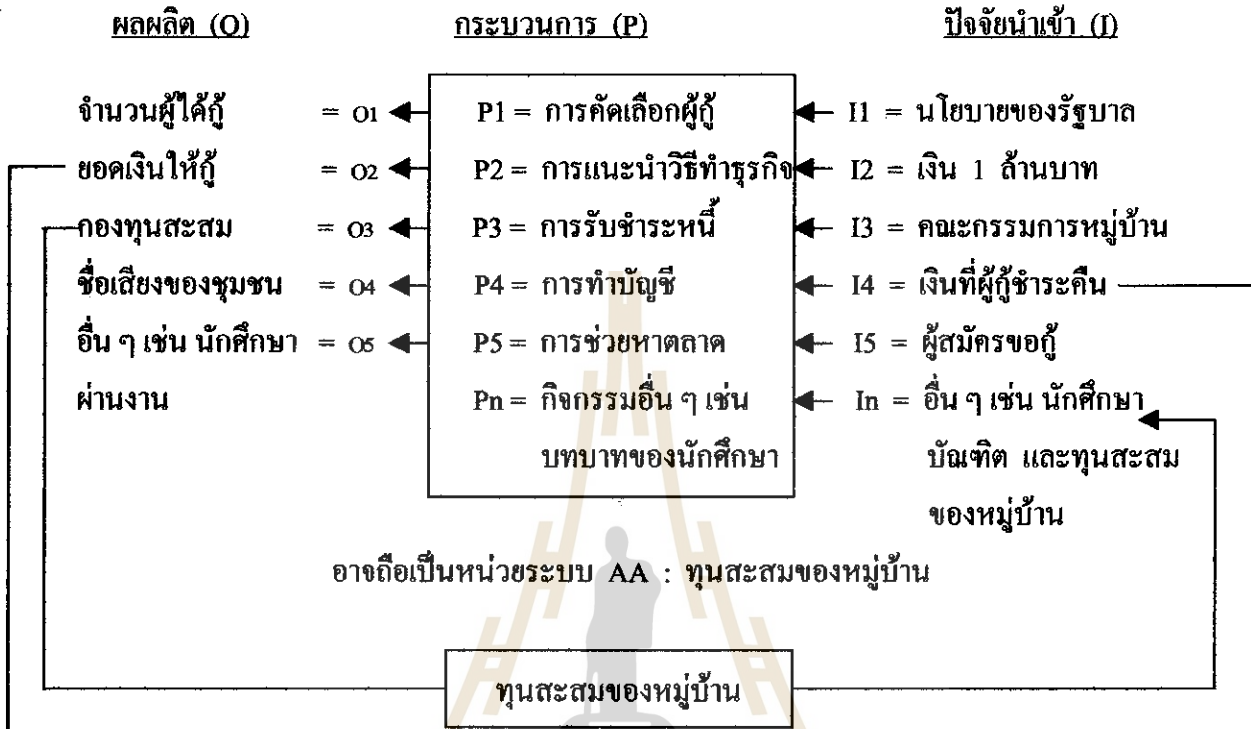 ผลผลิต (O) กระบวนการ (P) ปัจจัยนำเข้า (I)
จำนวนผู้ได้กู้ = O1 P1 = การคัดเลือกผู้กู้ I1 = นโยบายของรัฐบาล
ยอดเงินให้กู้ = O2 P2 = การแนะนำวิธีทำธุรกิจ I2 = เงิน 1 ล้านบาท
กองทุนสะสม = O3 P3 = การรับชำระหนี้ I3 = คณะกรรมการหมู่บ้าน
ชื่อเสียงของชุมชน = O4 P4 = การทำบัญชี I4 = เงินที่ผู้กู้ชำระคืน
อื่น ๆ เช่น นักศึกษา = O5 P5 = การช่วยหาตลาด I5 = ผู้สมัครขอกู้
ผ่านงาน Pn = กิจกรรมอื่น ๆ เช่น In = อื่น ๆ เช่น นักศึกษา
บทบาทของนักศึกษา บัณฑิต และทุนสะสม
ของหมู่บ้าน
อาจถือเป็นหน่วยระบบ AA : ทุนสะสมของหมู่บ้าน
ทุนสะสมของหมู่บ้าน